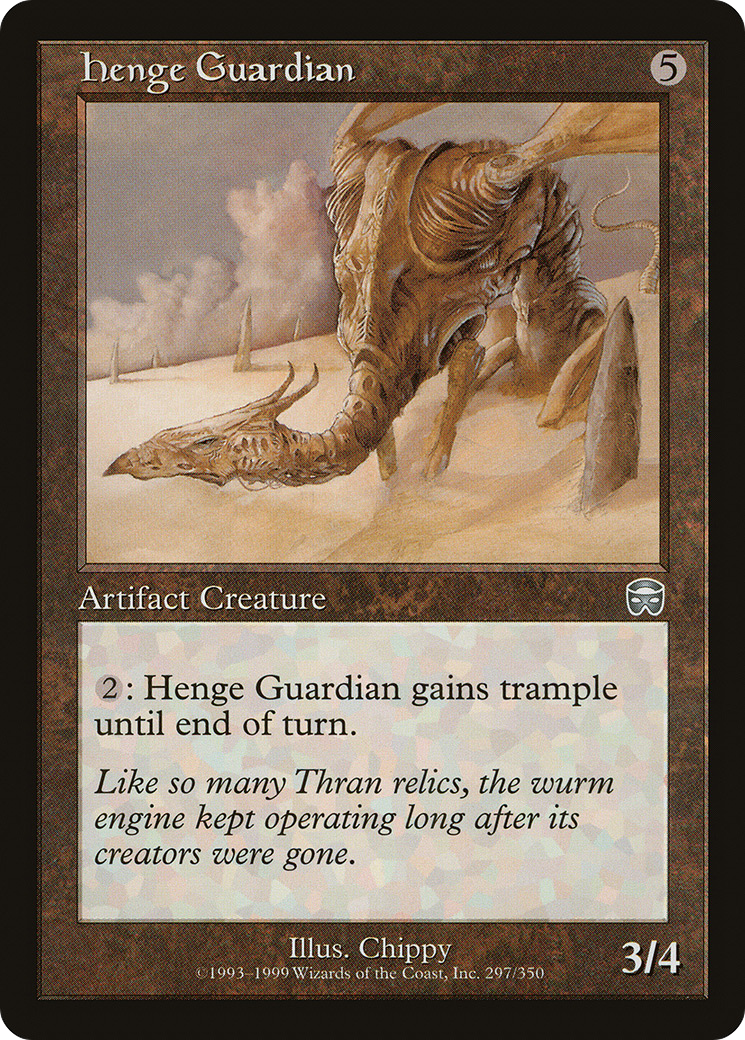 Henge Guardian 5
Artifact Creature
2: Henge Guardian gains trample
until end of turn.
Like so many Thran relics, the wurm
engine kept operating long after its
creators were gone.
Illus. Chippy
©1993–1999 Wizards of the Coast, Inc. 297/350
3/4